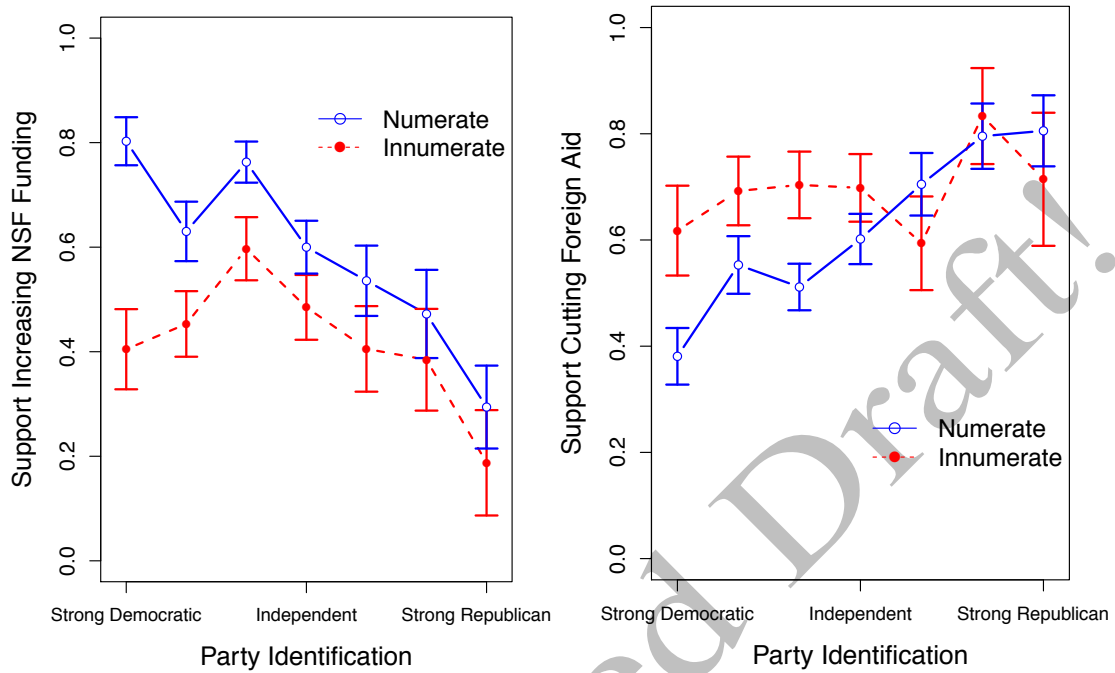 Support Increasing NSF Funding
1.0
0.8
0.6
0.4
0.2
0.0
Numerate
Innumerate
Strong Democratic Independent Strong Republican
Party Identification
Support Cutting Foreign Aid
1.0
0.8
0.6
0.4
0.2
0.0
Numerate
Innumerate
Strong Democratic Independent Strong Republican
Party Identification
ed Draft!